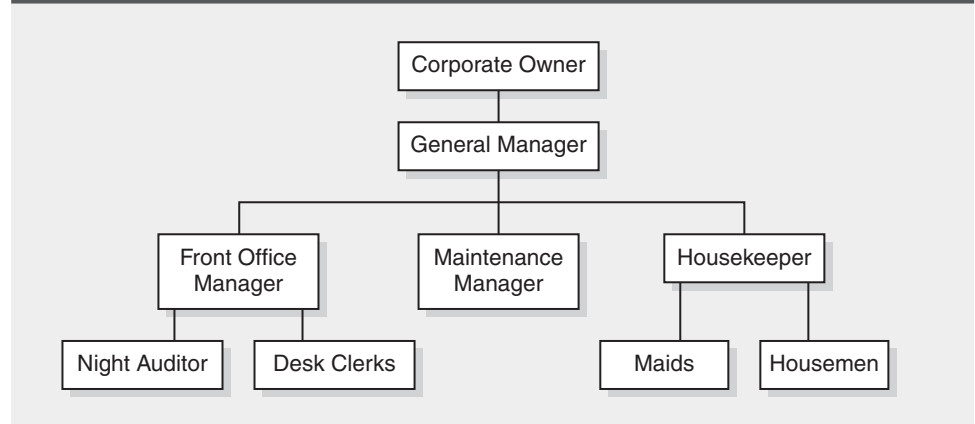 Corporate Owner
General Manager
Front Office
Manager
Maintenance
Manager
Housekeeper
Night Auditor
Desk Clerks
Maids
Housemen